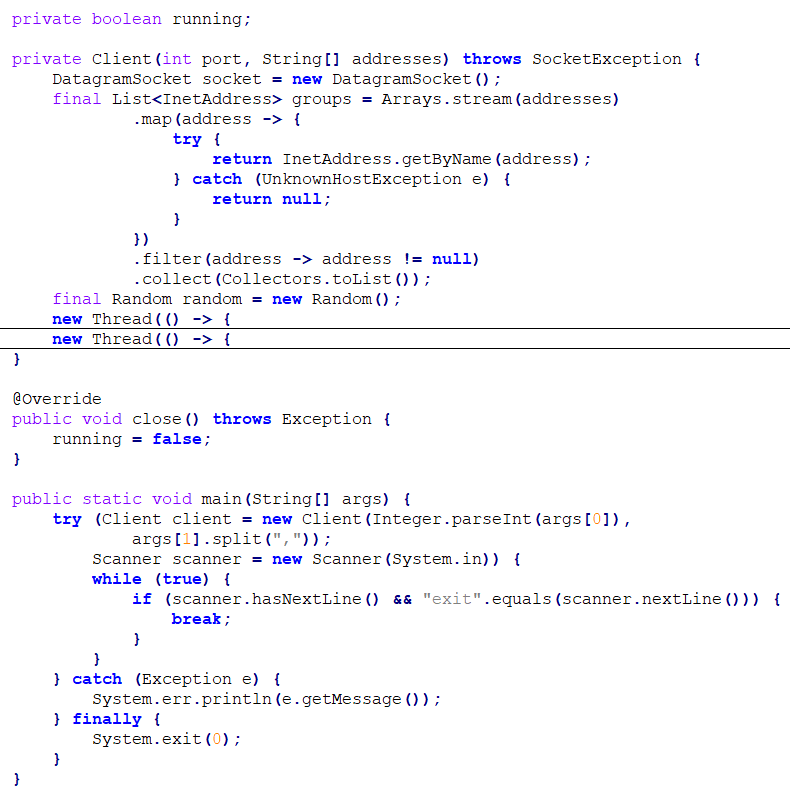 private boolean running;

private Client(int port, String[] addresses) throws SocketException {
    DatagramSocket socket = new DatagramSocket();
    final List<InetAddress> groups = Arrays.stream(addresses)
            .map(address -> {
                try {
                    return InetAddress.getByName(address);
                } catch (UnknownHostException e) {
                    return null;
                }
            })
            .filter(address -> address != null)
            .collect(Collectors.toList());
    final Random random = new Random();
    new Thread(() -> {
    new Thread(() -> {
}

@Override
public void close() throws Exception {
    running = false;
}

public static void main(String[] args) {
    try (Client client = new Client(Integer.parseInt(args[0]),
            args[1].split(","));
        Scanner scanner = new Scanner(System.in)) {
        while (true) {
            if (scanner.hasNextLine() && "exit".equals(scanner.nextLine())) {
                break;
            }
        }
    } catch (Exception e) {
        System.err.println(e.getMessage());
    } finally {
        System.exit(0);
    }
}